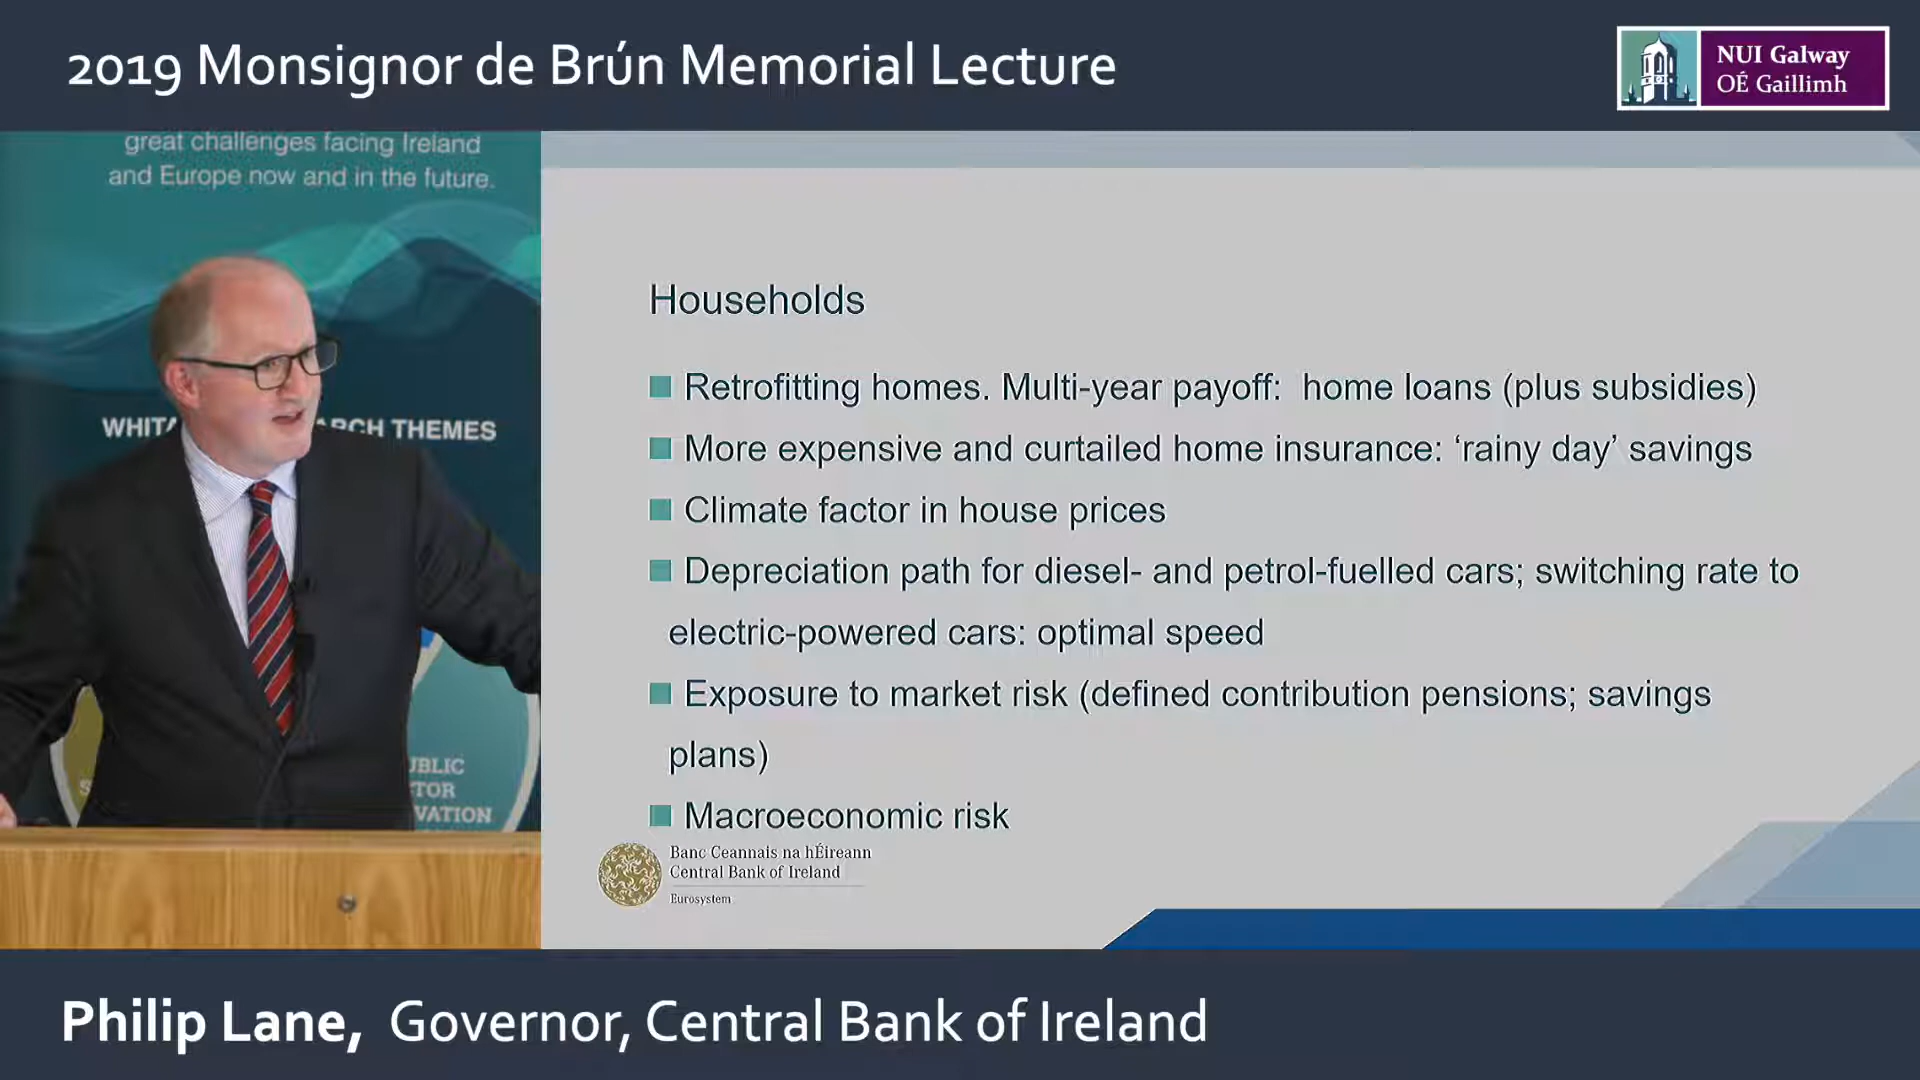 2019 Monsignor de Brún Memorial Lecture
NUI Galway
OÉ Gaillimh
great challenges facing Ireland
and Europe now and in the future.
THEMES
Households
Retrofitting homes. Multi-year payoff: home loans (plus subsidies)
More expensive and curtailed home insurance: ‘rainy day’ savings
Climate factor in house prices
Depreciation path for diesel- and petrol-fuelled cars; switching rate to
electric-powered cars: optimal speed
Exposure to market risk (defined contribution pensions; savings
plans)
Macroeconomic risk
Banc Ceannais na hÉireann
Central Bank of Ireland
Eurosystem
Philip Lane, Governor, Central Bank of Ireland